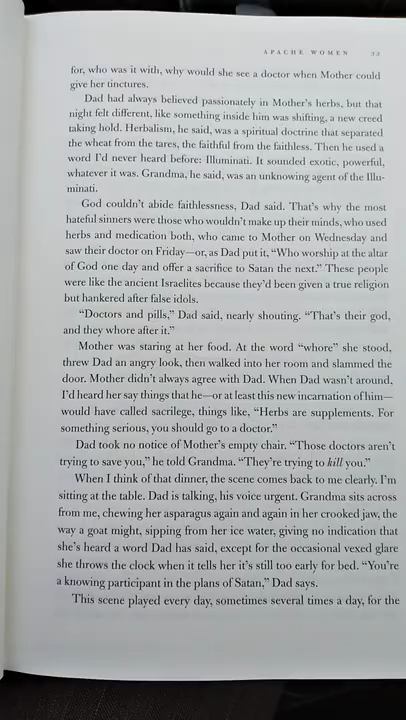 APACHE WOMEN 33
for, who was it with, why would she see a doctor when Mother could
give her tinctures.
Dad had always believed passionately in Mother's herbs, but that
night felt different, like something inside him was shifting, a new creed
taking hold. Herbalism, he said, was a spiritual doctrine that separated
the wheat from the tares, the faithful from the faithless. Then he used a
word I'd never heard before: Illuminati. It sounded exotic, powerful,
whatever it was. Grandma, he said, was an unknowing agent of the Illu-
minati.
God couldn't abide faithlessness, Dad said. That's why the most
hateful sinners were those who wouldn't make up their minds, who used
herbs and medication both, who came to Mother on Wednesday and
saw their doctor on Friday—or, as Dad put it, "Who worship at the altar
of God one day and offer a sacrifice to Satan the next." These people
were like the ancient Israelites because they'd been given a true religion
but hankered after false idols.
"Doctors and pills," Dad said, nearly shouting. "That's their god,
and they whore after it."
Mother was staring at her food. At the word "whore" she stood,
threw Dad an angry look, then walked into her room and slammed the
door. Mother didn't always agree with Dad. When Dad wasn't around,
I'd heard her say things that he—or at least this new incarnation of him—
would have called sacrilege, things like, "Herbs are supplements. For
something serious, you should go to a doctor."
Dad took no notice of Mother's empty chair. "Those doctors aren't
trying to save you," he told Grandma. "They're trying to kill you."
When I think of that dinner, the scene comes back to me clearly. I'm
sitting at the table. Dad is talking, his voice urgent. Grandma sits across
from me, chewing her asparagus again and again in her crooked jaw, the
way a goat might, sipping from her ice water, giving no indication that
she's heard a word Dad has said, except for the occasional vexed glare
she throws the clock when it tells her it's still too early for bed. "You're
a knowing participant in the plans of Satan," Dad says.
This scene played every day, sometimes several times a day, for the